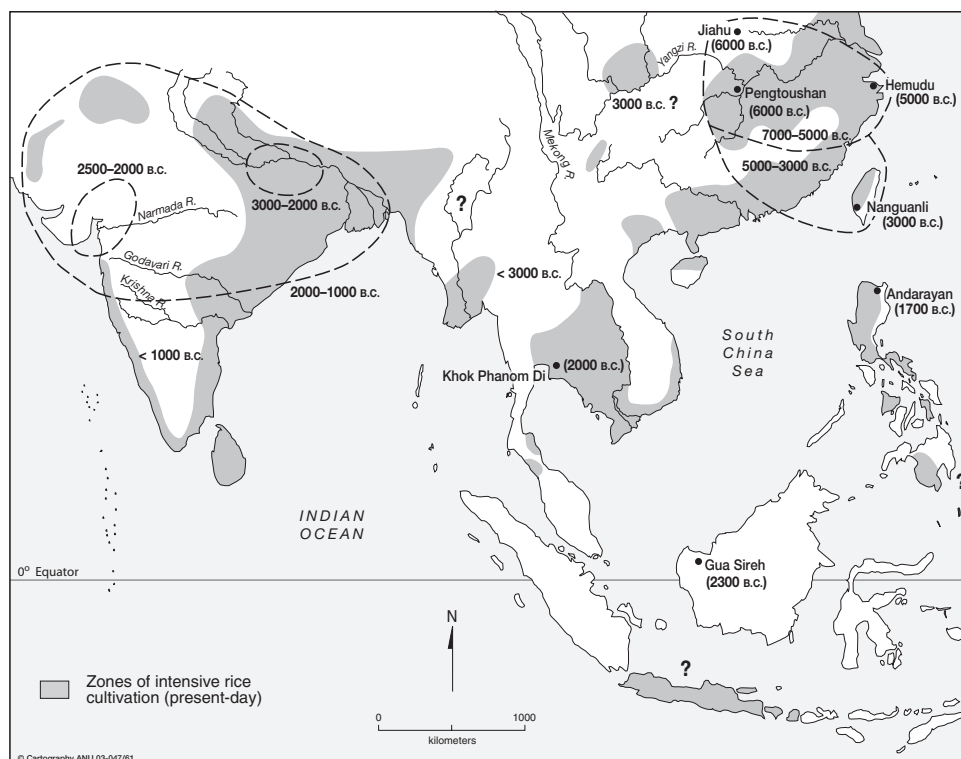 Jiahu
(6000 B.C.)
Yangzi R.
Pengtoushan
(6000 B.C.)
Hemudu
(5000 B.C.)
3000 B.C. ?
7000–5000 B.C.
5000–3000 B.C.
Mekong R.
2500–2000 B.C.
3000–2000 B.C.
Narmada R.
?
Nanguanli
(3000 B.C.)
Godavari R.
Krishna R.
2000–1000 B.C.
< 3000 B.C.
Andarayan
(1700 B.C.)
South
China
Sea
< 1000 B.C.
(2000 B.C.)
Khok Phanom Di
?
INDIAN
OCEAN
Gua Sireh
(2300 B.C.)
0° Equator
N
?
Zones of intensive rice
cultivation (present-day)
0 1000
kilometers
© Cartography ANU 03-047/61